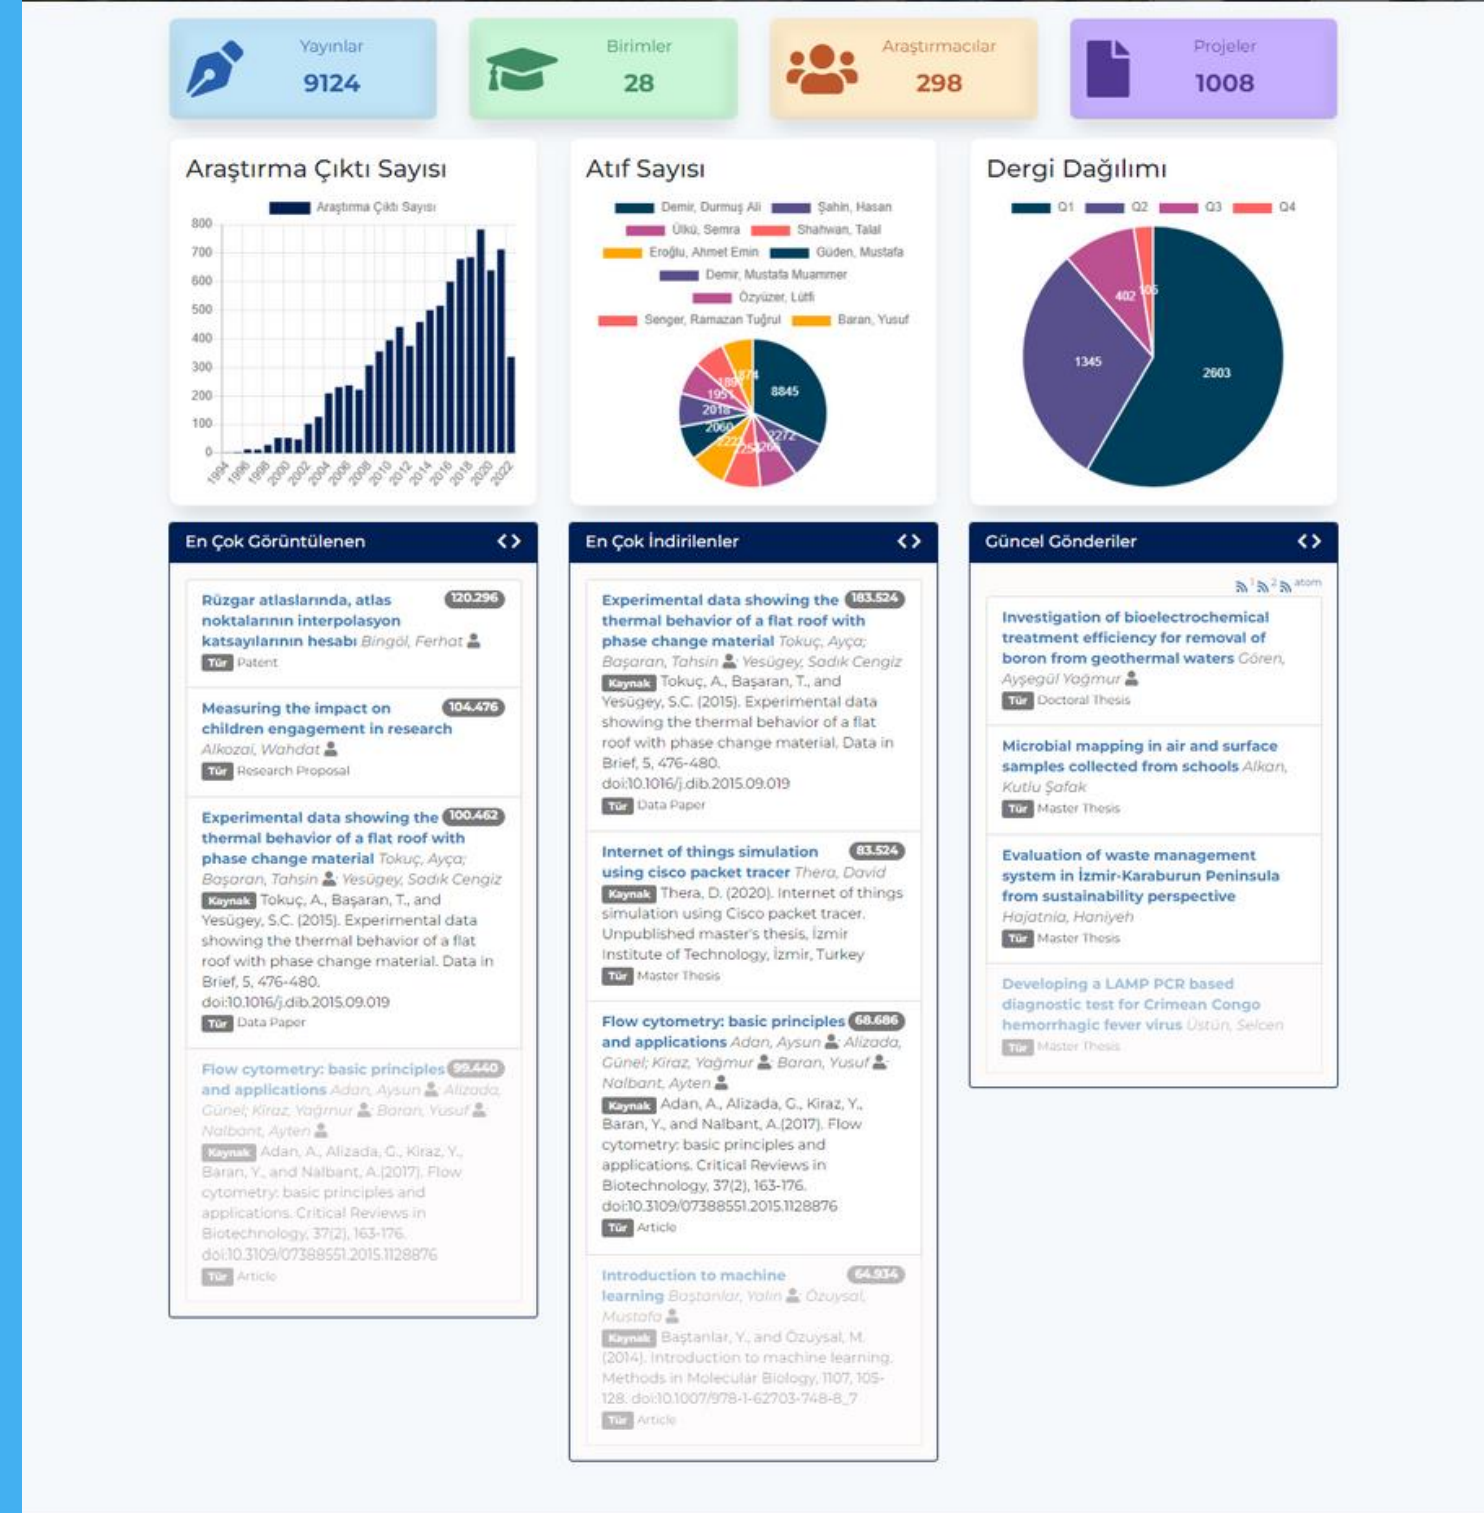 Yayınlar
9124
Birimler
28
Araştırmacılar
298
Projeler
1008
Araştırma Çıktı Sayısı
Araştırma Çıktı Sayısı
800
700
600
500
400
300
200
100
0
1994 1996 1998 2000 2002 2004 2006 2008 2010 2012 2014 2016 2018 2020 2022
Atıf Sayısı
Demir, Durmuş Ali Şahin, Hasan
Ülkü, Semra Shahwan, Talal
Eroğlu, Ahmet Emin Güden, Mustafa
Demir, Mustafa Muammer
Özyüzer, Lütfi
Senger, Ramazan Tuğrul Baran, Yusuf
1874
8845
1951
2018
2060
2272
Dergi Dağılımı
Q1 Q2 Q3 Q4
402 105
1345
2603
En Çok Görüntülenen
Rüzgar atlaslarında, atlas 120.296
noktalarının interpolasyon
katsayılarının hesabı Bingöl, Ferhat
Tür Patent
Measuring the impact on 104.476
children engagement in research
Alkozai, Wahdat
Tür Research Proposal
Experimental data showing the 100.462
thermal behavior of a flat roof with
phase change material Tokuç, Ayça;
Başaran, Tahsin ; Yesügey, Sadık Cengiz
Kaynak Tokuç, A., Başaran, T., and
Yesügey, S.C. (2015). Experimental data
showing the thermal behavior of a flat
roof with phase change material. Data in
Brief, 5, 476-480.
doi:10.1016/j.dib.2015.09.019
Tür Data Paper
Flow cytometry: basic principles 99.440
and applications Adan, Aysun ; Alizada,
Günel; Kiraz, Yağmur ; Baran, Yusuf ;
Nalbant, Ayten
Kaynak Adan, A., Alizada, G., Kiraz, Y.,
Baran, Y., and Nalbant, A.(2017). Flow
cytometry: basic principles and
applications. Critical Reviews in
Biotechnology, 37(2), 163-176.
doi:10.3109/07388551.2015.1128876
Tür Article
En Çok İndirilenler
Experimental data showing the 183.524
thermal behavior of a flat roof with
phase change material Tokuç, Ayça;
Başaran, Tahsin ; Yesügey, Sadık Cengiz
Kaynak Tokuç, A., Başaran, T., and
Yesügey, S.C. (2015). Experimental data
showing the thermal behavior of a flat
roof with phase change material. Data in
Brief, 5, 476-480.
doi:10.1016/j.dib.2015.09.019
Tür Data Paper
Internet of things simulation 83.524
using cisco packet tracer Thera, David
Kaynak Thera, D. (2020). Internet of things
simulation using Cisco packet tracer.
Unpublished master's thesis, İzmir
Institute of Technology, İzmir, Turkey
Tür Master Thesis
Flow cytometry: basic principles 68.686
and applications Adan, Aysun ; Alizada,
Günel; Kiraz, Yağmur ; Baran, Yusuf ;
Nalbant, Ayten
Kaynak Adan, A., Alizada, G., Kiraz, Y.,
Baran, Y., and Nalbant, A.(2017). Flow
cytometry: basic principles and
applications. Critical Reviews in
Biotechnology, 37(2), 163-176.
doi:10.3109/07388551.2015.1128876
Tür Article
Introduction to machine 64.934
learning Baştanlar, Yalın ; Özuysal,
Mustafa
Kaynak Baştanlar, Y., and Özuysal, M.
(2014). Introduction to machine learning.
Methods in Molecular Biology, 1107, 105-
128. doi:10.1007/978-1-62703-748-8_7
Tür Article
Güncel Gönderiler
1 2 atom
Investigation of bioelectrochemical
treatment efficiency for removal of
boron from geothermal waters Gören,
Ayşegül Yağmur
Tür Doctoral Thesis
Microbial mapping in air and surface
samples collected from schools Alkan,
Kutlu Şafak
Tür Master Thesis
Evaluation of waste management
system in İzmir-Karaburun Peninsula
from sustainability perspective
Hajatnia, Haniyeh
Tür Master Thesis
Developing a LAMP PCR based
diagnostic test for Crimean Congo
hemorrhagic fever virus Üstün, Selcen
Tür Master Thesis